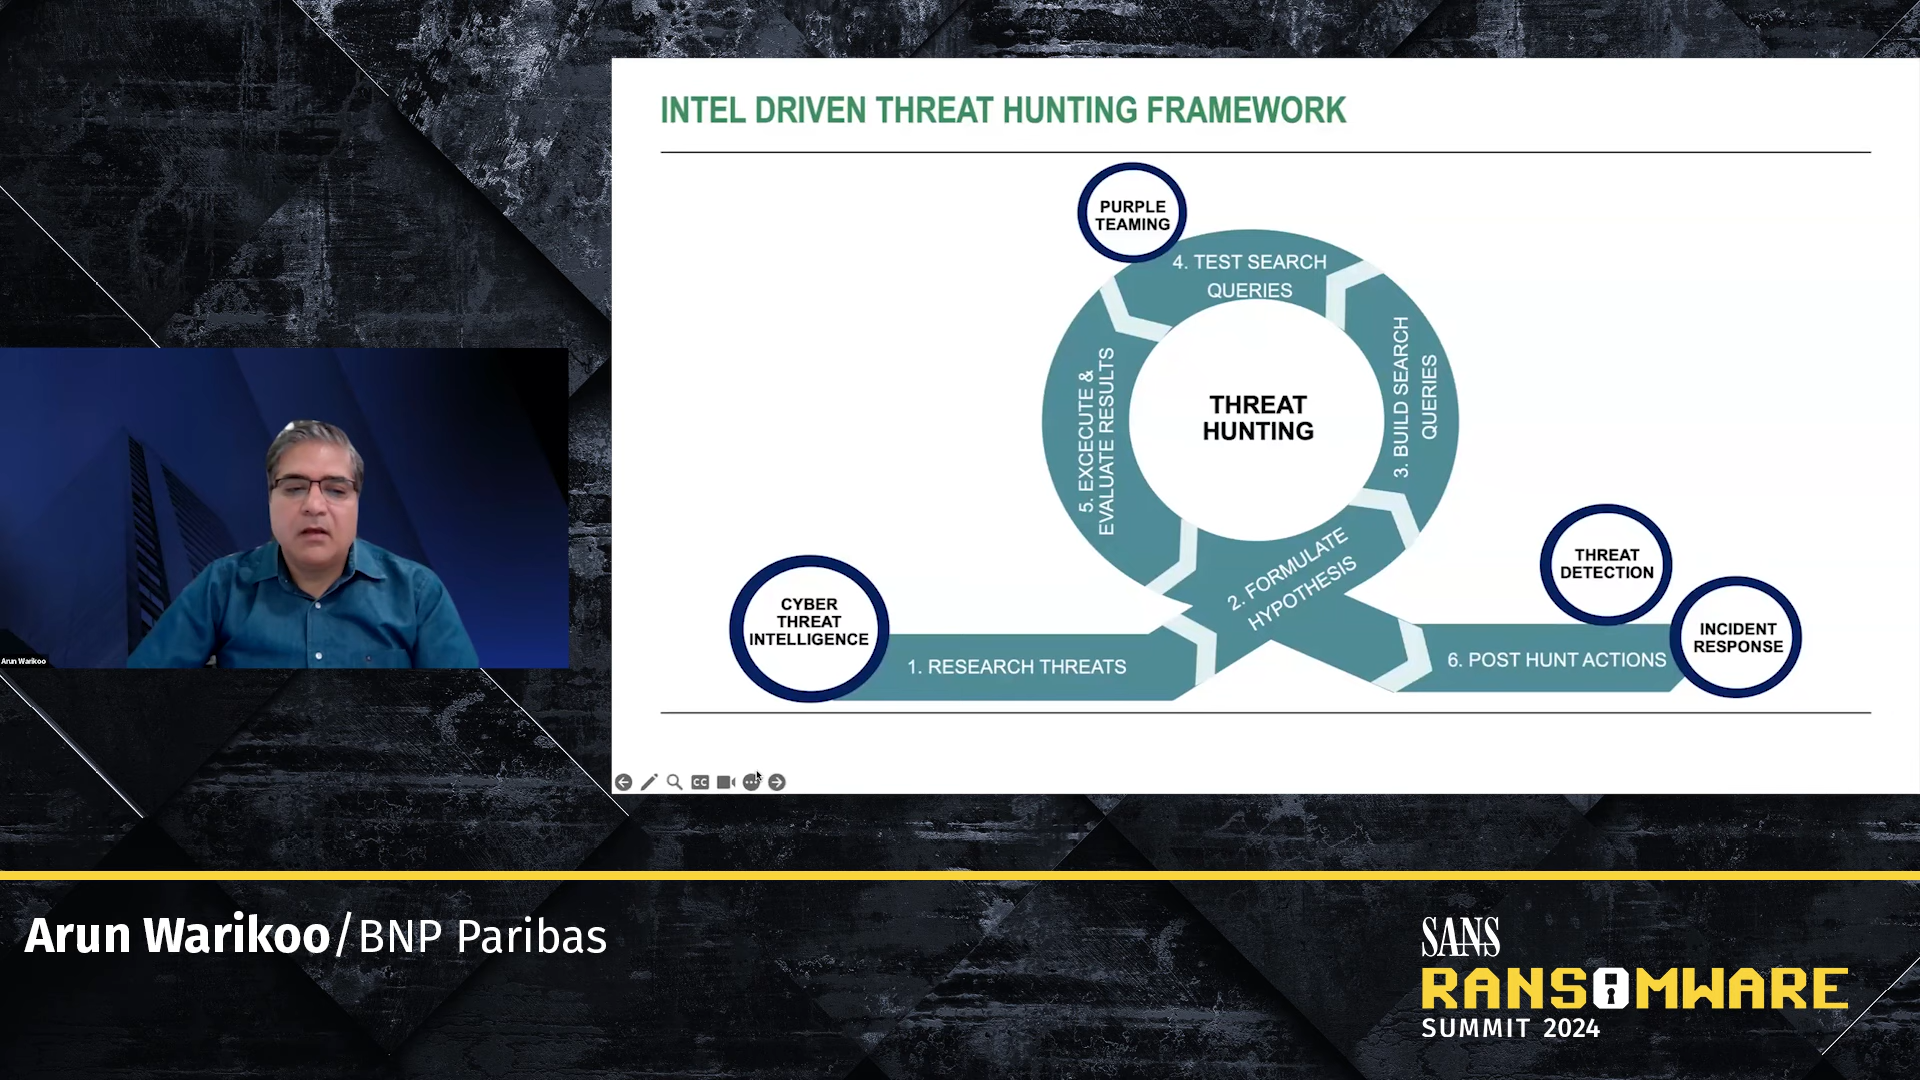 INTEL DRIVEN THREAT HUNTING FRAMEWORK
PURPLE
TEAMING
4. TEST SEARCH
QUERIES
3. BUILD SEARCH
QUERIES
5. EXCECUTE &
EVALUATE RESULTS
THREAT
HUNTING
2. FORMULATE
HYPOTHESIS
CYBER
THREAT
INTELLIGENCE
1. RESEARCH THREATS
THREAT
DETECTION
INCIDENT
RESPONSE
6. POST HUNT ACTIONS
CC
Arun Warikoo
Arun Warikoo/BNP Paribas
SANS
RANSOMWARE
SUMMIT 2024